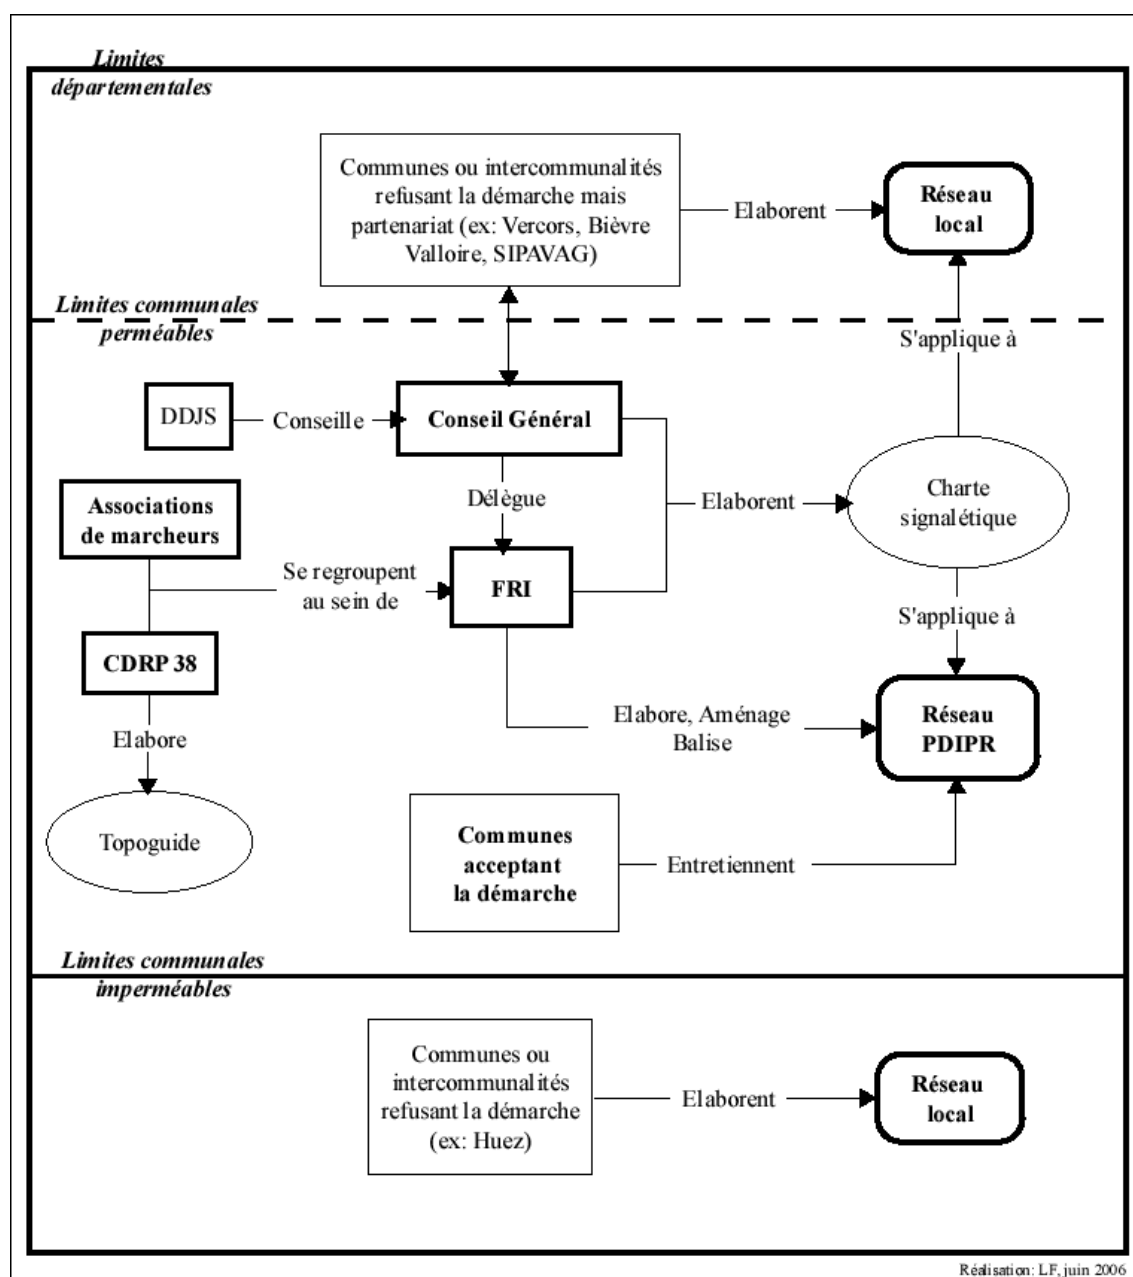 Limites
départementales
Communes ou intercommunalités
refusant la démarche mais
partenariat (ex: Vercors, Bièvre
Valloire, SIPAVAG)
Elaborent
Réseau
local
Limites communales
perméables
S'applique à
DDJS
Conseille
Conseil Général
Associations
de marcheurs
Délègue
Elaborent
Charte
signalétique
Se regroupent
au sein de
FRI
S'applique à
CDRP 38
Elabore
Elabore, Aménage
Balise
Réseau
PDIPR
Topoguide
Communes
acceptant
la démarche
Entretiennent
Limites communales
imperméables
Communes ou
intercommunalités
refusant la démarche
(ex: Huez)
Elaborent
Réseau
local
Réalisation: LF, juin 2006